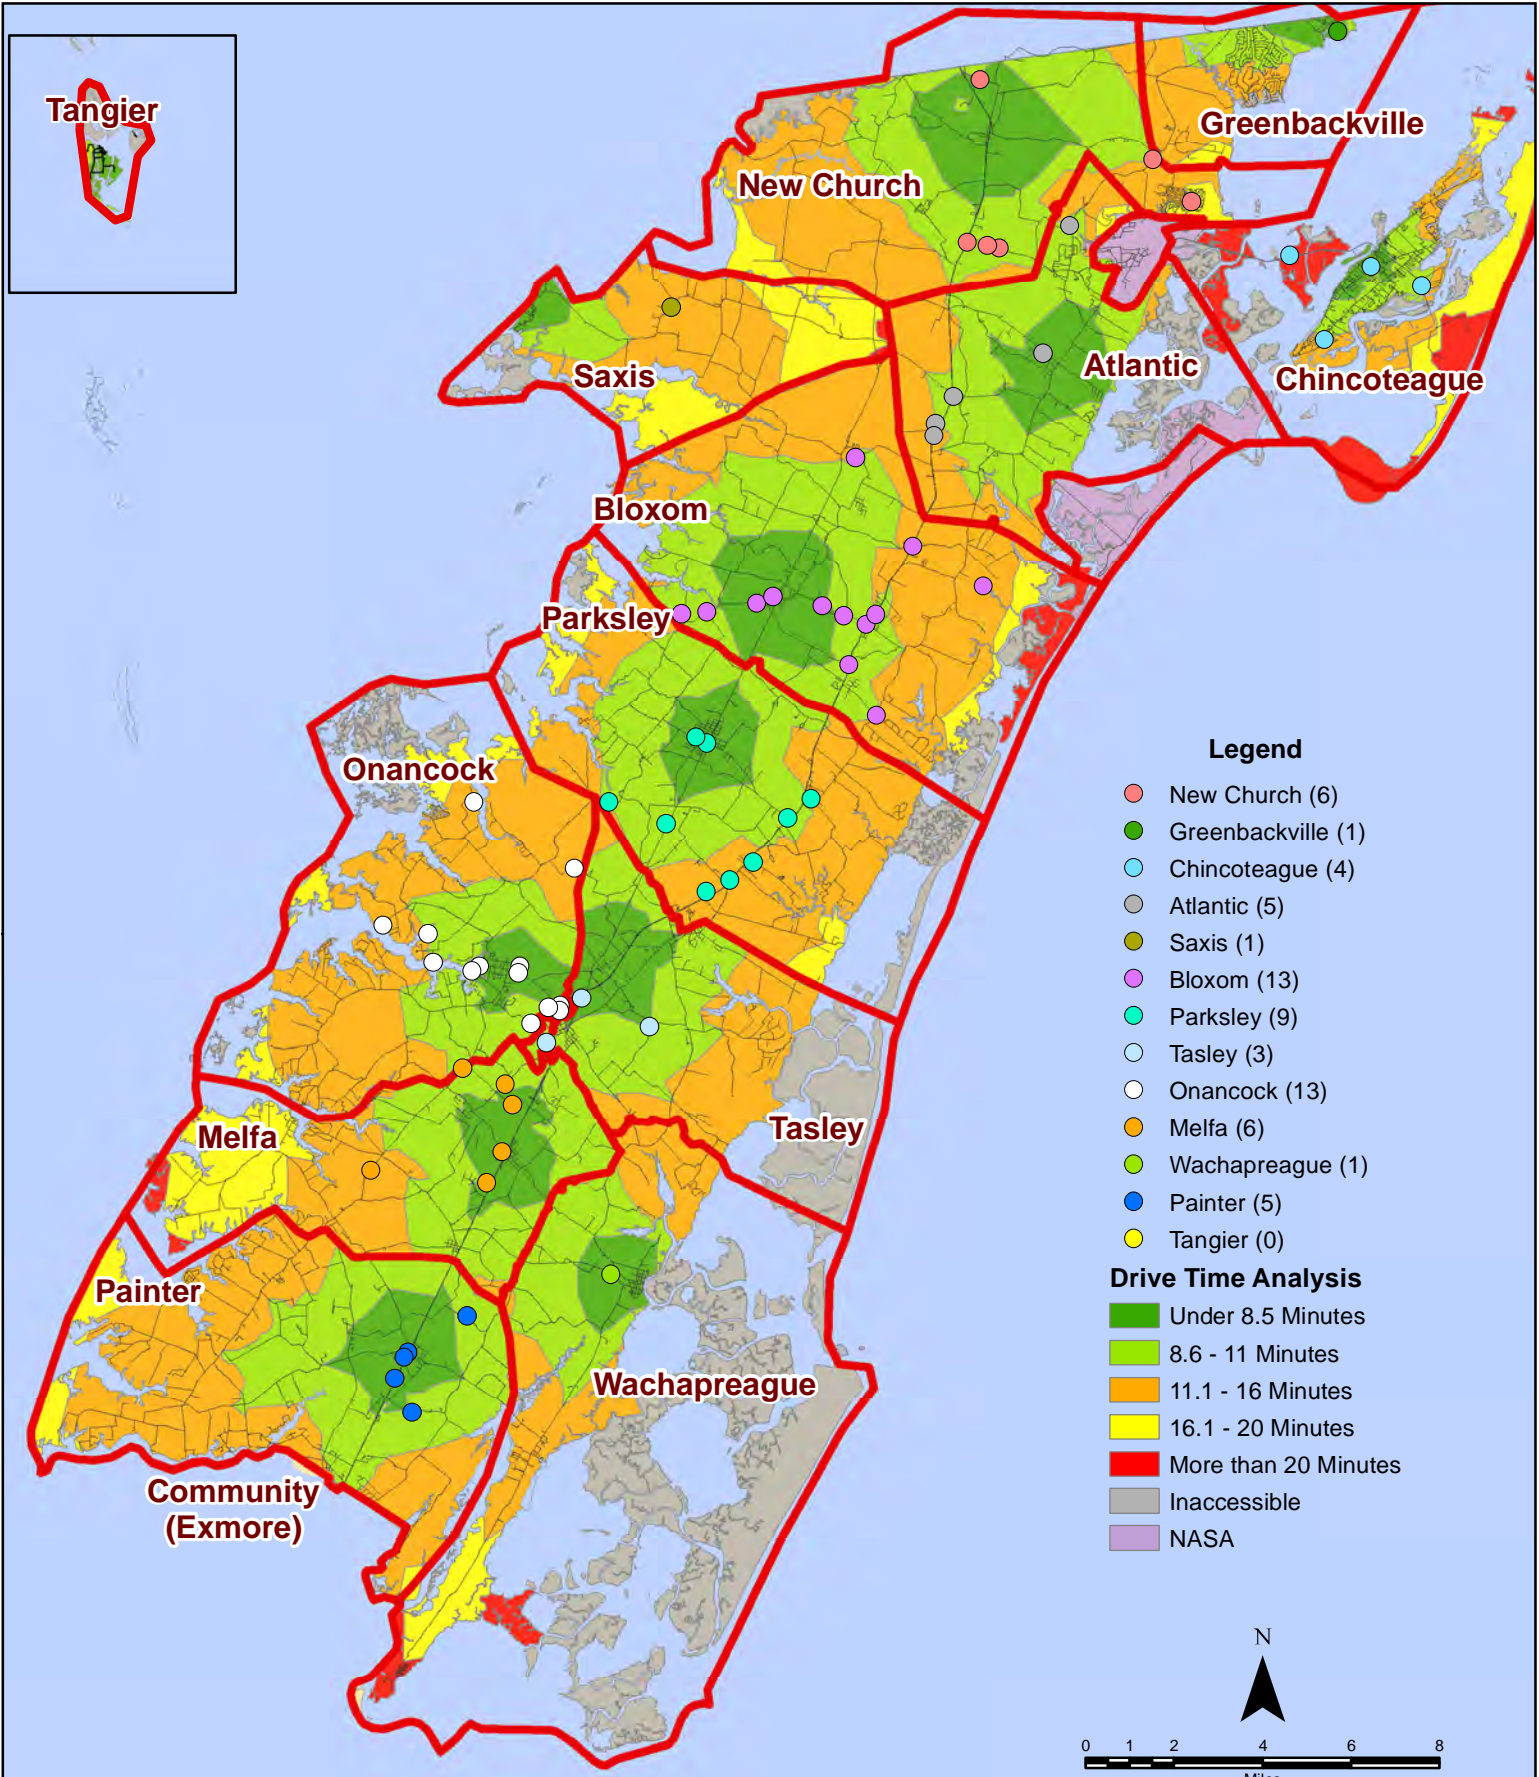 Tangier
Greenbackville
New Church
Atlantic
Saxis
Chincoteague
Bloxom
Parksley
Onancock
Tasley
Melfa
Painter
Wachapreague
Community
(Exmore)
Legend
New Church (6)
Greenbackville (1)
Chincoteague (4)
Atlantic (5)
Saxis (1)
Bloxom (13)
Parksley (9)
Tasley (3)
Onancock (13)
Melfa (6)
Wachapreague (1)
Painter (5)
Tangier (0)
Drive Time Analysis
Under 8.5 Minutes
8.6 - 11 Minutes
11.1 - 16 Minutes
16.1 - 20 Minutes
More than 20 Minutes
Inaccessible
NASA
N
0 1 2 4 6 8
Miles